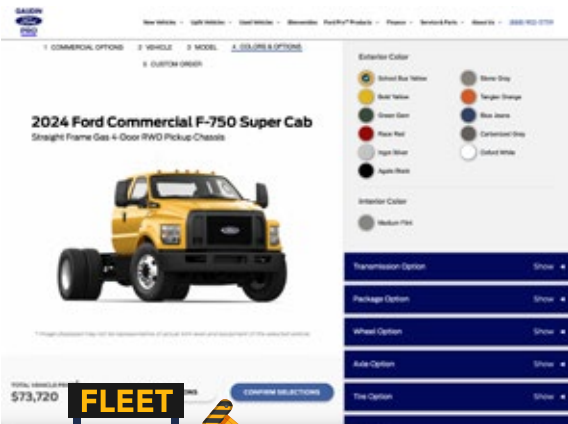 GAUDIN
Ford
PRO
New Vehicles
Upfit Vehicles
Used Vehicles
Bienvenidos
Ford Pro™ Products
Finance
Service & Parts
About Us
1 COMMERCIAL OPTIONS
2 VEHICLE
3 MODEL
4 COLORS & OPTIONS
5 CUSTOM ORDER
2024 Ford Commercial F-750 Super Cab
Straight Frame Gas 4-Door RWD Pickup Chassis
Exterior Color
School Bus Yellow
Stone Gray
Bold Yellow
Tangier Orange
Green Gem
Blue Jeans
Race Red
Carbonized Gray
Ingot Silver
Oxford White
Agate Black
Interior Color
Medium Flint
Transmission Option
Show
Package Option
Show
Wheel Option
Show
Axle Option
Show
Tire Option
Show
TOTAL VEHICLE
$73,720
CONFIRM SELECTIONS
FLEET